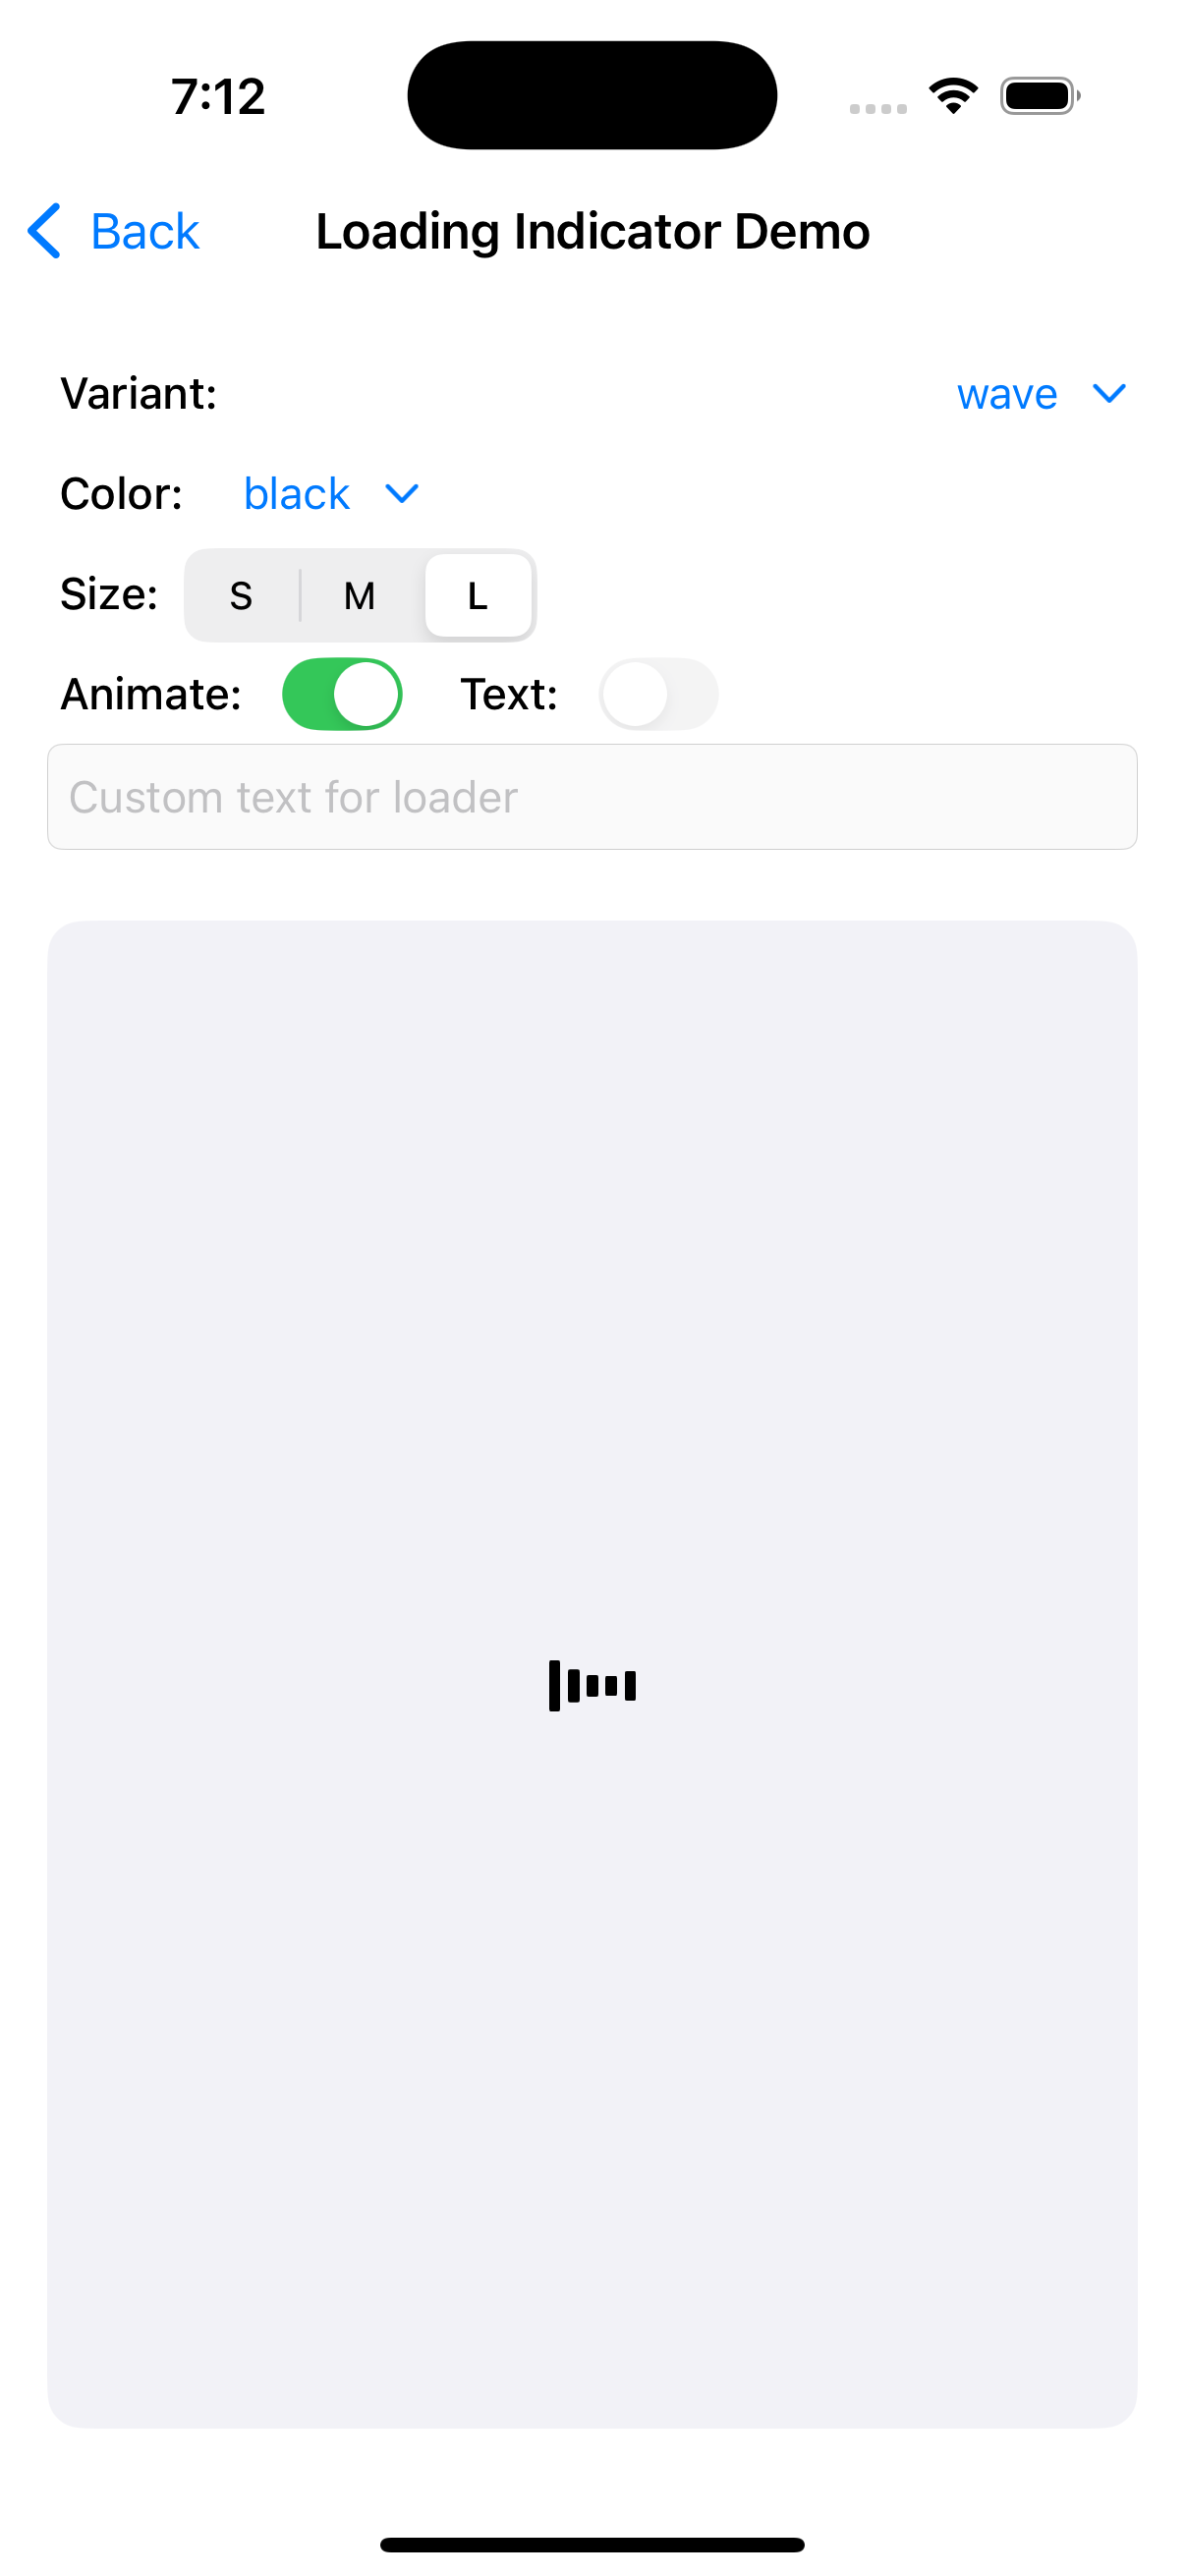 7:12
Back
Loading Indicator Demo
Variant:
wave
Color:
black
Size:
S
M
L
Animate:
Text:
Custom text for loader